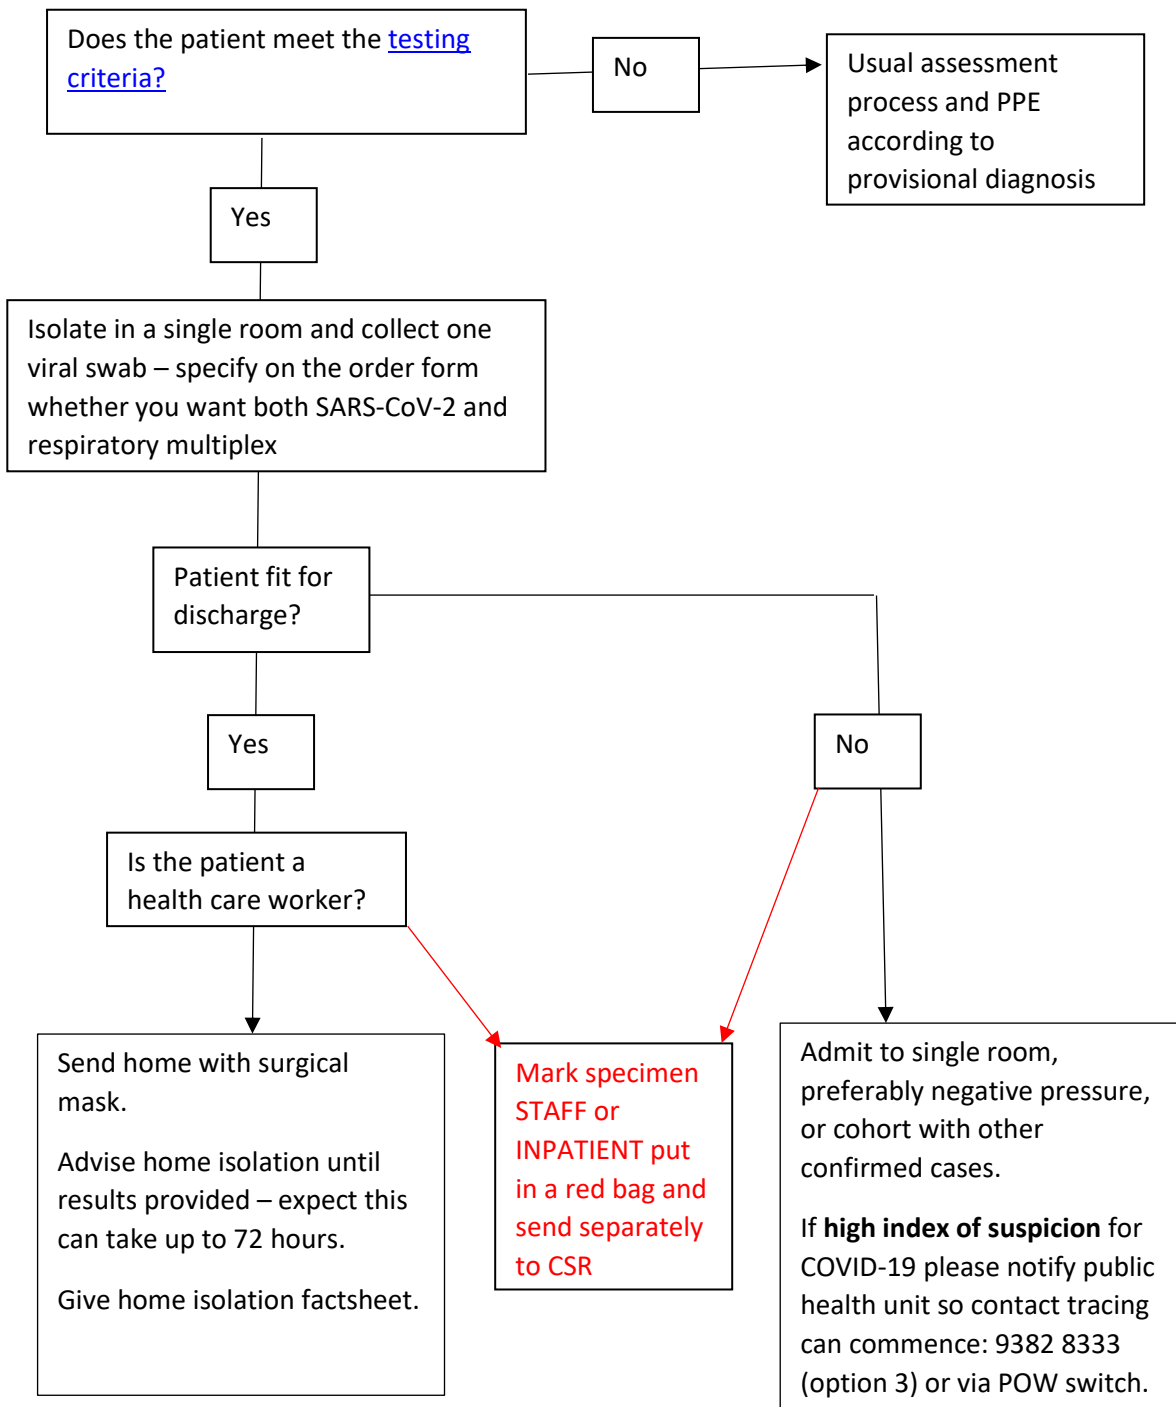 Does the patient meet the testing
criteria?
No
Usual assessment
process and PPE
according to
provisional diagnosis
Yes
Isolate in a single room and collect one
viral swab – specify on the order form
whether you want both SARS-CoV-2 and
respiratory multiplex
Patient fit for
discharge?
Yes
No
Is the patient a
health care worker?
Send home with surgical
mask.
Advise home isolation until
results provided – expect this
can take up to 72 hours.
Give home isolation factsheet.
Mark specimen
STAFF or
INPATIENT put
in a red bag and
send separately
to CSR
Admit to single room,
preferably negative pressure,
or cohort with other
confirmed cases.
If high index of suspicion for
COVID-19 please notify public
health unit so contact tracing
can commence: 9382 8333
(option 3) or via POW switch.